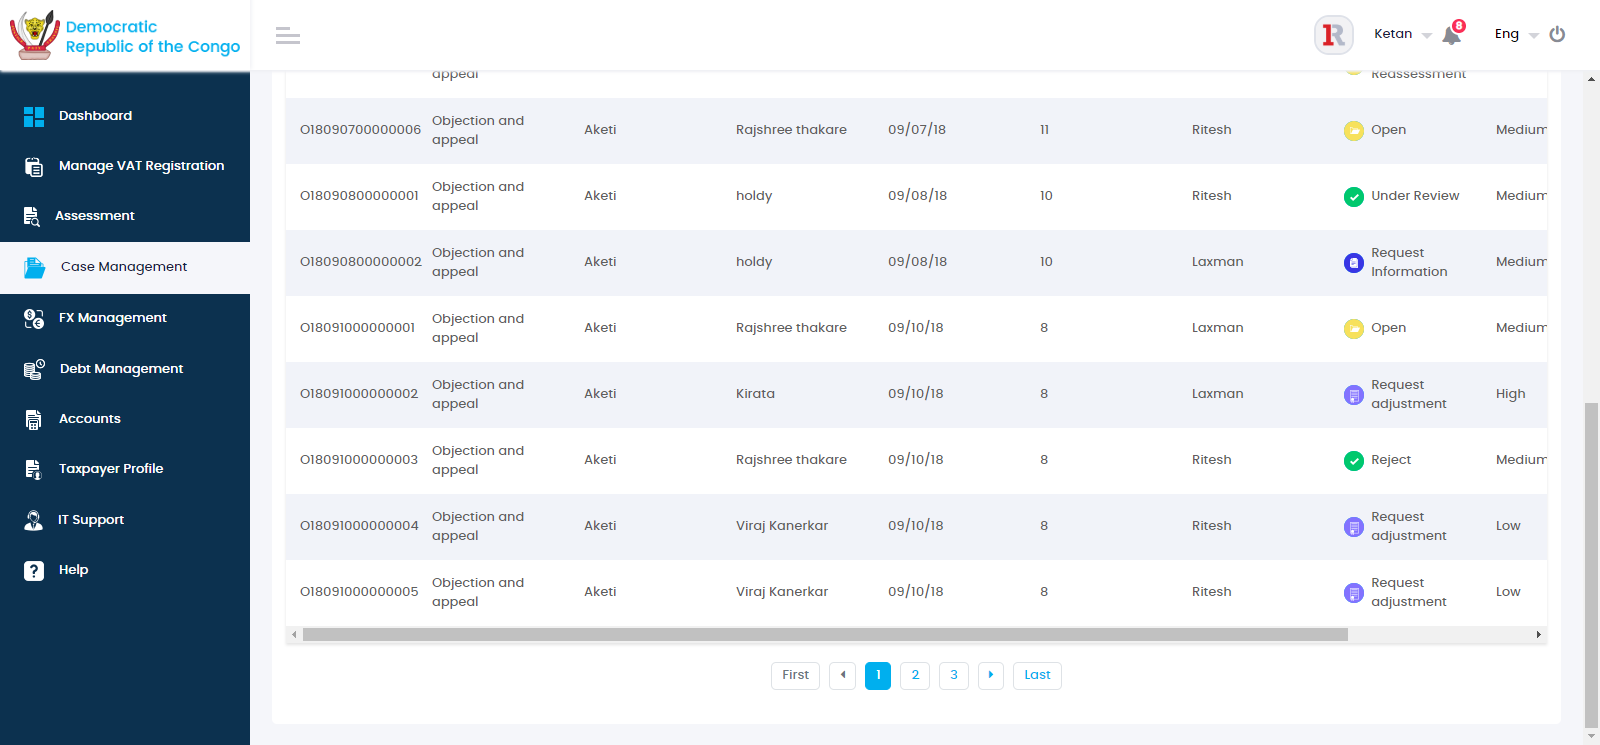 Democratic
Republic of the Congo
Ketan
8
Eng
Dashboard
Manage VAT Registration
Assessment
Case Management
FX Management
Debt Management
Accounts
Taxpayer Profile
IT Support
Help
appeal Reassessment
O18090700000006 Objection and appeal Aketi Rajshree thakare 09/07/18 11 Ritesh Open Medium
O18090800000001 Objection and appeal Aketi holdy 09/08/18 10 Ritesh Under Review Medium
O18090800000002 Objection and appeal Aketi holdy 09/08/18 10 Laxman Request Information Medium
O18091000000001 Objection and appeal Aketi Rajshree thakare 09/10/18 8 Laxman Open Medium
O18091000000002 Objection and appeal Aketi Kirata 09/10/18 8 Laxman Request adjustment High
O18091000000003 Objection and appeal Aketi Rajshree thakare 09/10/18 8 Ritesh Reject Medium
O18091000000004 Objection and appeal Aketi Viraj Kanerkar 09/10/18 8 Ritesh Request adjustment Low
O18091000000005 Objection and appeal Aketi Viraj Kanerkar 09/10/18 8 Ritesh Request adjustment Low
First 1 2 3 Last